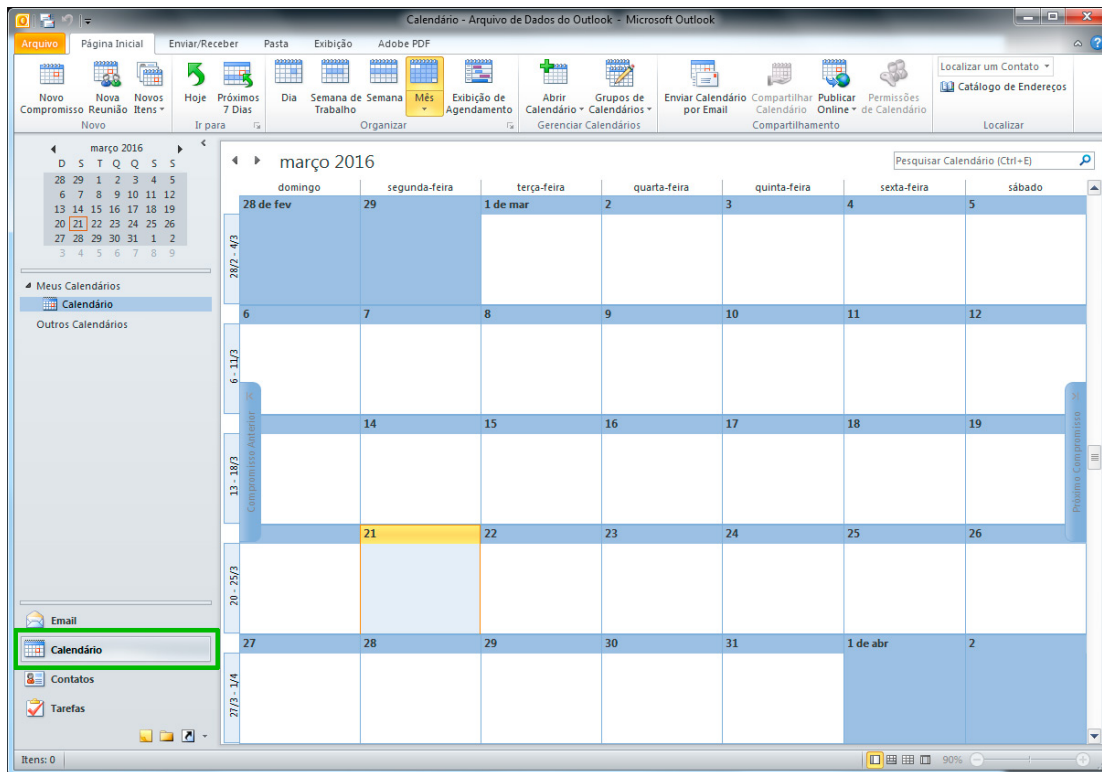 Calendário - Arquivo de Dados do Outlook - Microsoft Outlook
Arquivo Página Inicial Enviar/Receber Pasta Exibição Adobe PDF
Novo Compromisso
Nova Reunião
Novos Itens
Novo
Hoje
Próximos 7 Dias
Ir para
Dia
Semana de Trabalho
Semana
Mês
Exibição de Agendamento
Organizar
Abrir Calendário
Grupos de Calendários
Gerenciar Calendários
Enviar Calendário por Email
Compartilhar Calendário
Publicar Online
Permissões de Calendário
Compartilhamento
Localizar um Contato
Catálogo de Endereços
Localizar
março 2016
D S T Q Q S S
28 29 1 2 3 4 5
6 7 8 9 10 11 12
13 14 15 16 17 18 19
20 21 22 23 24 25 26
27 28 29 30 31 1 2
3 4 5 6 7 8 9
Meus Calendários
Calendário
Outros Calendários
Email
Calendário
Contatos
Tarefas
março 2016
Pesquisar Calendário (Ctrl+E)
domingo segunda-feira terça-feira quarta-feira quinta-feira sexta-feira sábado
28/2 - 4/3
28 de fev 29 1 de mar 2 3 4 5
6 - 11/3
6 7 8 9 10 11 12
13 - 18/3
14 15 16 17 18 19
20 - 25/3
21 22 23 24 25 26
27/3 - 1/4
27 28 29 30 31 1 de abr 2
Compromisso Anterior
Próximo Compromisso
Itens: 0
90%